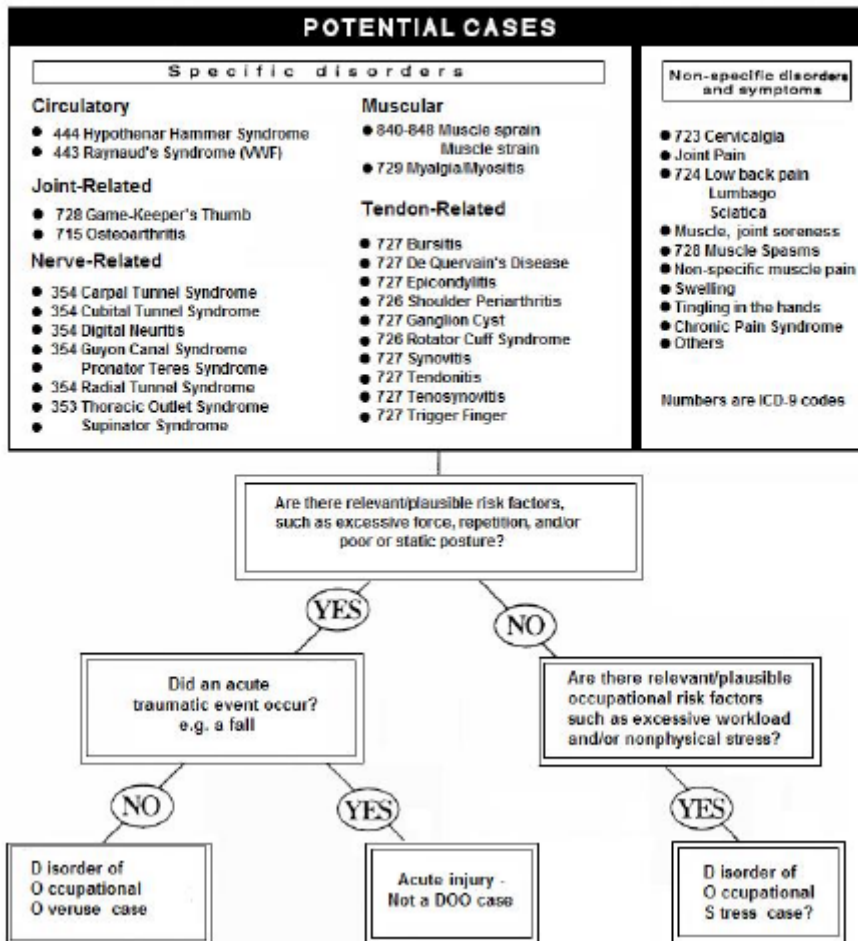 POTENTIAL CASES
Specific disorders
Circulatory
● 444 Hypothenar Hammer Syndrome
● 443 Raynaud's Syndrome (VWF)
Joint-Related
● 728 Game-Keeper's Thumb
● 715 Osteoarthritis
Nerve-Related
● 354 Carpal Tunnel Syndrome
● 354 Cubital Tunnel Syndrome
● 354 Digital Neuritis
● 354 Guyon Canal Syndrome
● Pronator Teres Syndrome
● 354 Radial Tunnel Syndrome
● 353 Thoracic Outlet Syndrome
● Supinator Syndrome
Muscular
● 840-848 Muscle sprain
Muscle strain
● 729 Myalgia/Myositis
Tendon-Related
● 727 Bursitis
● 727 De Quervain's Disease
● 727 Epicondylitis
● 726 Shoulder Periarthritis
● 727 Ganglion Cyst
● 726 Rotator Cuff Syndrome
● 727 Synovitis
● 727 Tendonitis
● 727 Tenosynovitis
● 727 Trigger Finger
Non-specific disorders
and symptoms
● 723 Cervicalgia
● Joint Pain
● 724 Low back pain
Lumbago
Sciatica
● Muscle, joint soreness
● 728 Muscle Spasms
● Non-specific muscle pain
● Swelling
● Tingling in the hands
● Chronic Pain Syndrome
● Others
Numbers are ICD-9 codes
Are there relevant/plausible risk factors,
such as excessive force, repetition, and/or
poor or static posture?
YES
NO
Did an acute
traumatic event occur?
e.g. a fall
Are there relevant/plausible
occupational risk factors
such as excessive workload
and/or nonphysical stress?
NO
YES
YES
D isorder of
O ccupational
O veruse case
Acute injury -
Not a DOO case
D isorder of
O ccupational
S tress case?